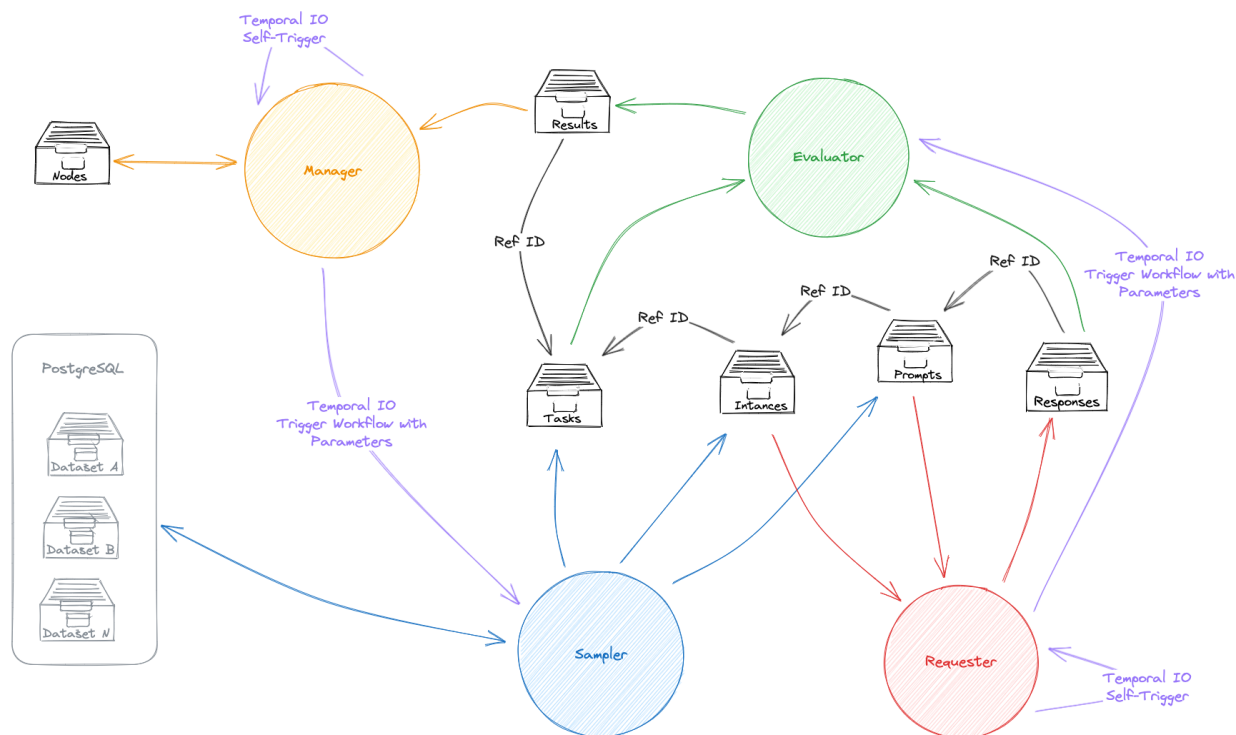 Temporal IO
Self-Trigger
Results
Evaluator
Nodes
Manager
Ref ID
Temporal IO
Trigger Workflow with
Parameters
Ref ID
Ref ID
Ref ID
PostgreSQL
Prompts
Tasks
Intances
Responses
Temporal IO
Trigger Workflow with
Parameters
Dataset A
Dataset B
Dataset N
Sampler
Requester
Temporal IO
Self-Trigger